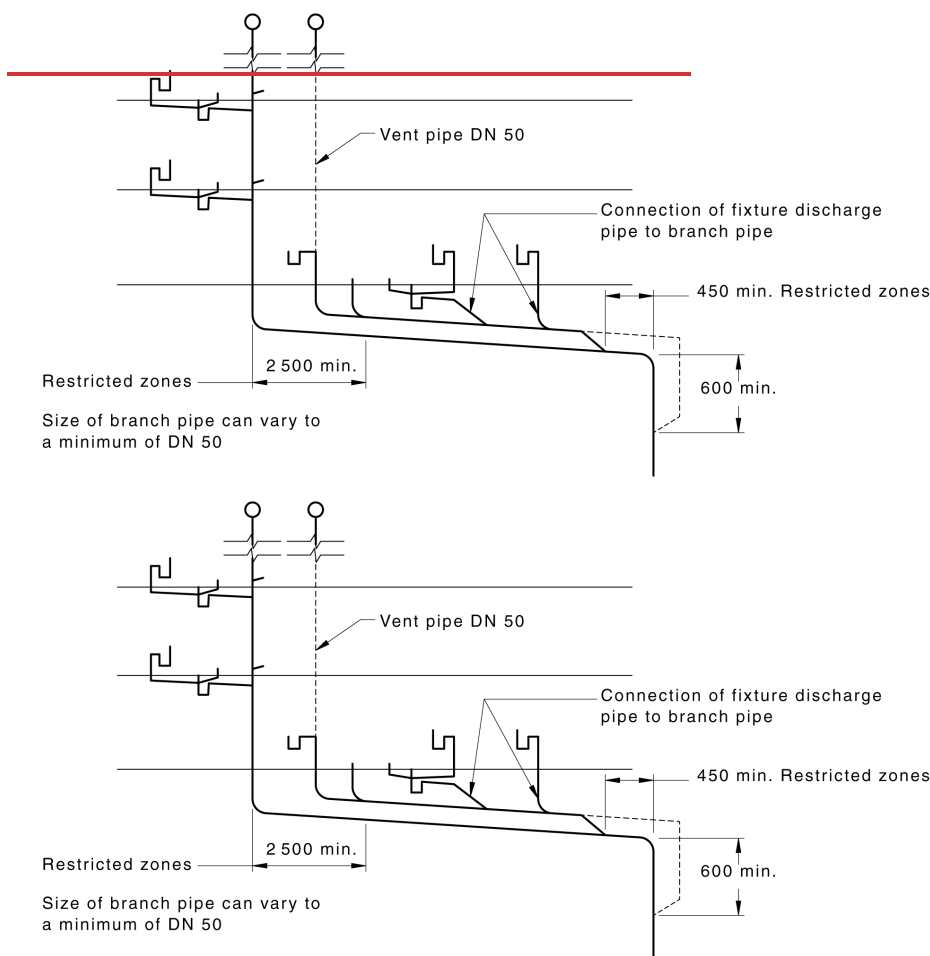 Vent pipe DN 50
Connection of fixture discharge
pipe to branch pipe
450 min. Restricted zones
2 500 min.
600 min.
Restricted zones
Size of branch pipe can vary to
a minimum of DN 50
Vent pipe DN 50
Connection of fixture discharge
pipe to branch pipe
450 min. Restricted zones
2 500 min.
600 min.
Restricted zones
Size of branch pipe can vary to
a minimum of DN 50